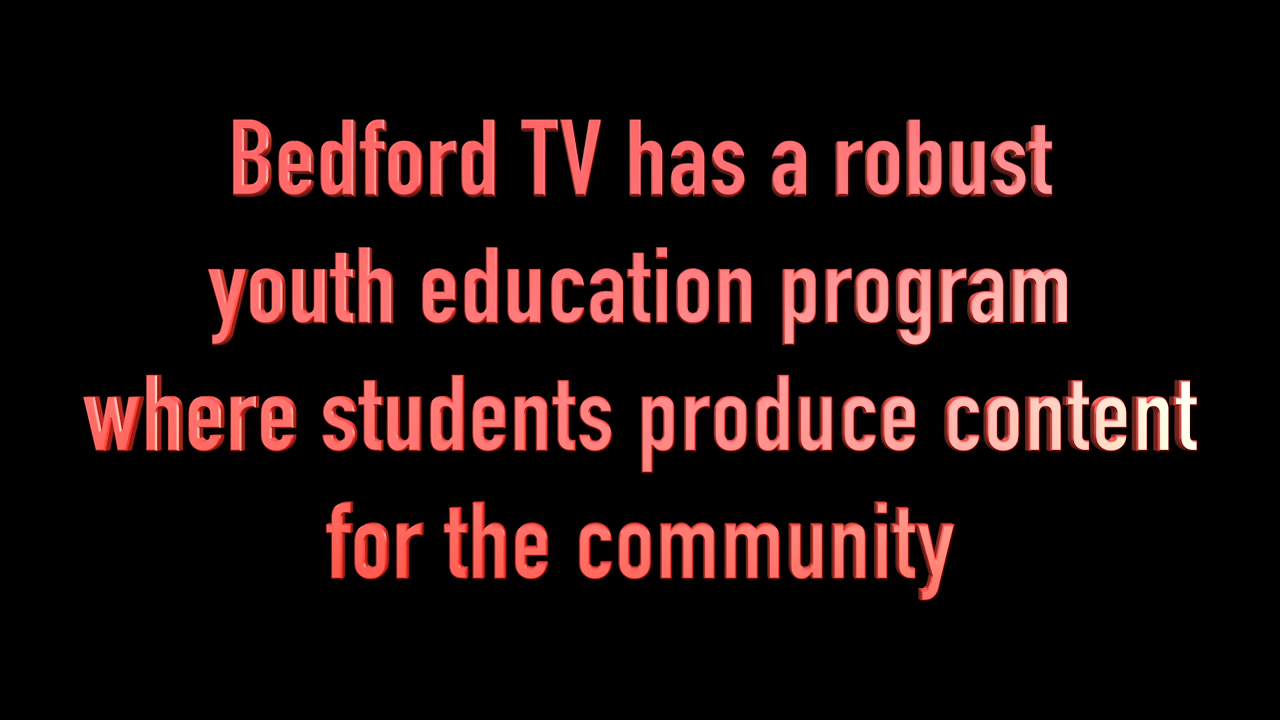 Bedford TV has a robust
youth education program
where students produce content
for the community